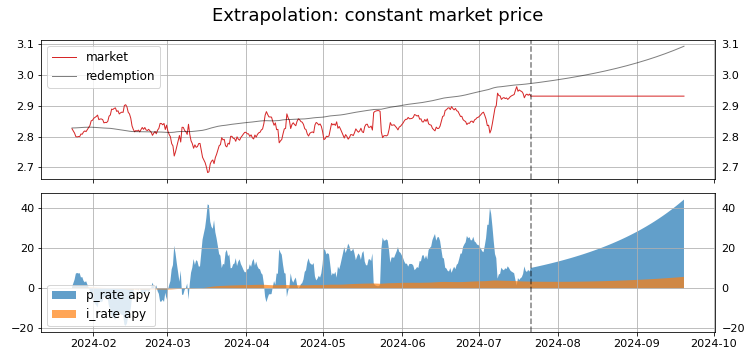 Extrapolation: constant market price
3.1 3.1
market
redemption
3.0 3.0
2.9 2.9
2.8 2.8
2.7 2.7
40 40
20 20
0 0
p_rate apy
i_rate apy
−20 −20
2024-02 2024-03 2024-04 2024-05 2024-06 2024-07 2024-08 2024-09 2024-10